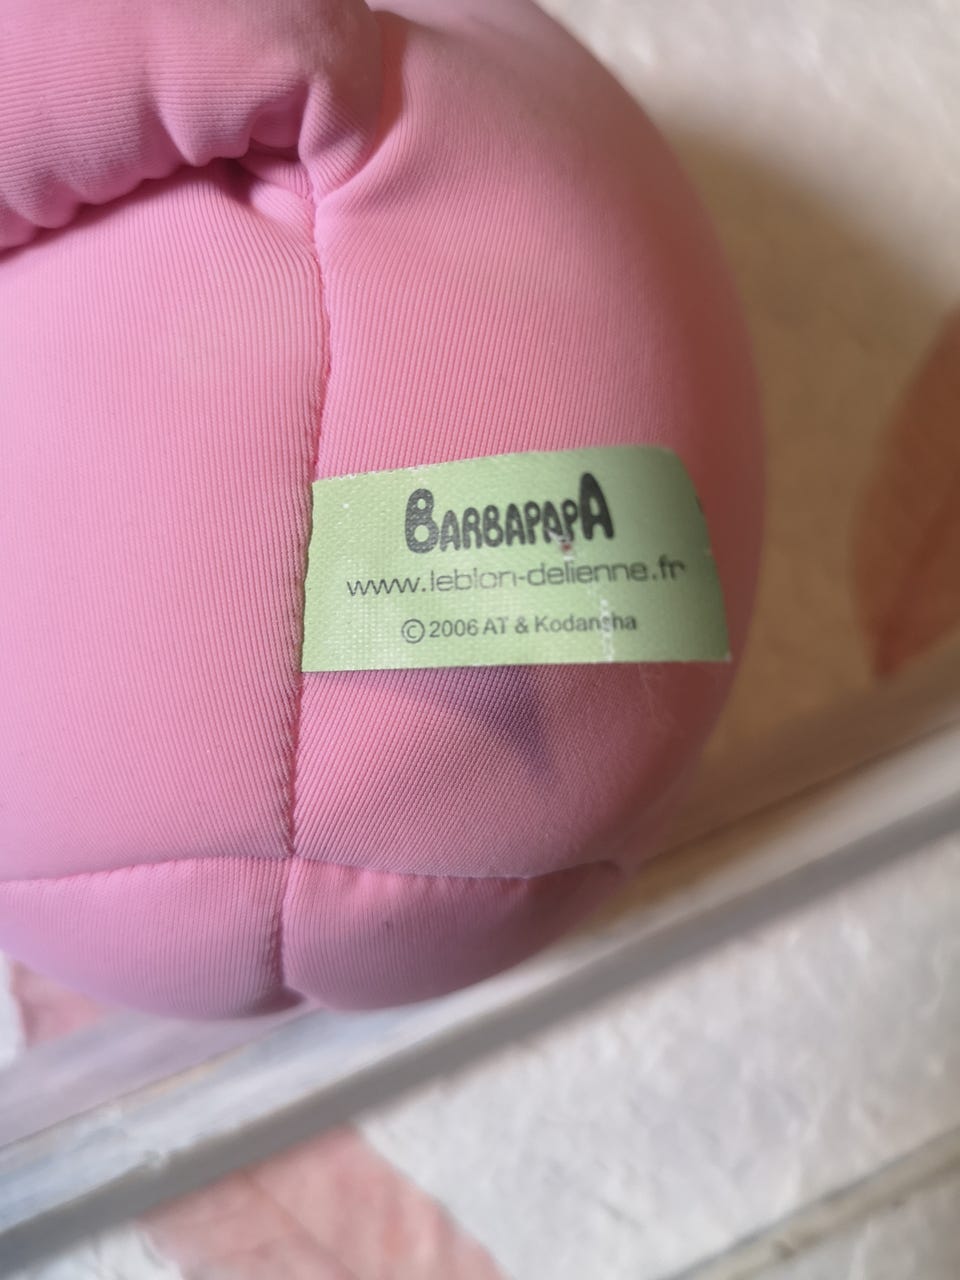 BARBAPAPA
www.leblon-delienne.fr
© 2006 AT & Kodansha